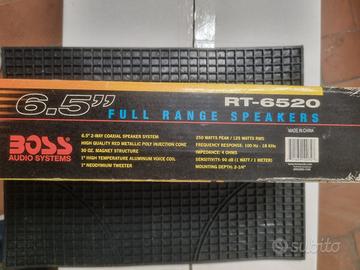 6.5"
RT-6520
FULL RANGE SPEAKERS
BOSS
AUDIO SYSTEMS
6.5" 2-WAY COAXIAL SPEAKER SYSTEM
HIGH QUALITY RED METALLIC POLY INJECTION CONE
30 OZ. MAGNET STRUCTURE
1" HIGH TEMPERATURE ALUMINUM VOICE COIL
1" NEODYMIUM TWEETER
250 WATTS PEAK / 125 WATTS RMS
FREQUENCY RESPONSE: 100 Hz - 18 KHz
IMPEDANCE: 4 OHMS
SENSITIVITY: 90 dB (1 WATT / 1 METER)
MOUNTING DEPTH: 2-1/4"
MADE IN CHINA
subito